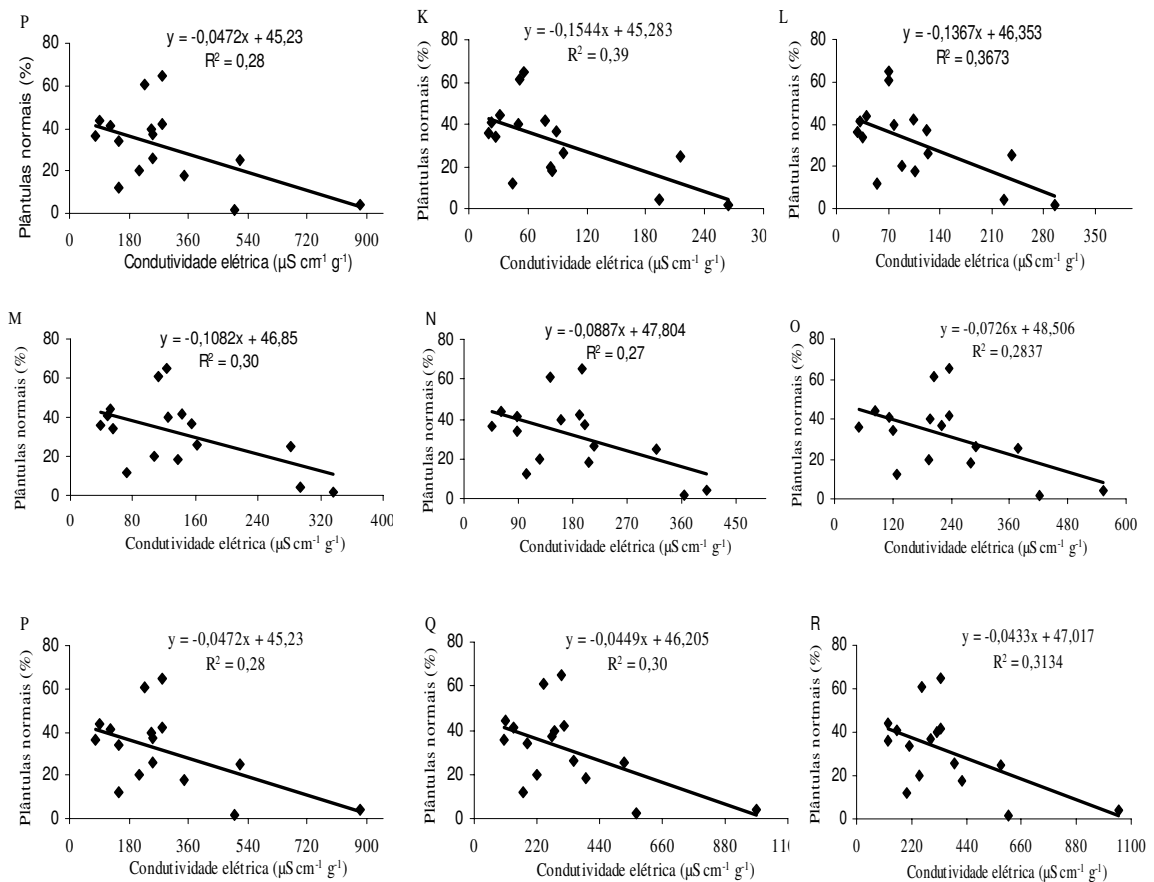 P
y = -0,0472x + 45,23
R² = 0,28
80
60
40
20
0
0 180 360 540 720 900
Plântulas normais (%)
Condutividade elétrica (µS cm⁻¹ g⁻¹)
K
y = -0,1544x + 45,283
R² = 0,39
80
60
40
20
0
0 60 120 180 240 30
Plântulas normais (%)
Condutividade elétrica (µS cm⁻¹ g⁻¹)
L
y = -0,1367x + 46,353
R² = 0,3673
80
60
40
20
0
0 70 140 210 280 350
Plântulas normais (%)
Condutividade elétrica (µS cm⁻¹ g⁻¹)
M
y = -0,1082x + 46,85
R² = 0,30
80
60
40
20
0
0 80 160 240 320 400
Plântulas normais (%)
Condutividade elétrica (µS cm⁻¹ g⁻¹)
N
y = -0,0887x + 47,804
R² = 0,27
80
60
40
20
0
0 90 180 270 360 450
Plântulas normais (%)
Condutividade elétrica (µS cm⁻¹ g⁻¹)
O
y = -0,0726x + 48,506
R² = 0,2837
80
60
40
20
0
0 120 240 360 480 600
Plântulas normais (%)
Condutividade elétrica (µS cm⁻¹ g⁻¹)
P
y = -0,0472x + 45,23
R² = 0,28
80
60
40
20
0
0 180 360 540 720 900
Plântulas normais (%)
Condutividade elétrica (µS cm⁻¹ g⁻¹)
Q
y = -0,0449x + 46,205
R² = 0,30
80
60
40
20
0
0 220 440 660 880
Plântulas normais (%)
Condutividade elétrica (µS cm⁻¹ g⁻¹)
R
y = -0,0433x + 47,017
R² = 0,3134
80
60
40
20
0
0 220 440 660 880 1100
Plântulas nortmais (%)
Condutividade elétrica (µS cm⁻¹ g⁻¹)